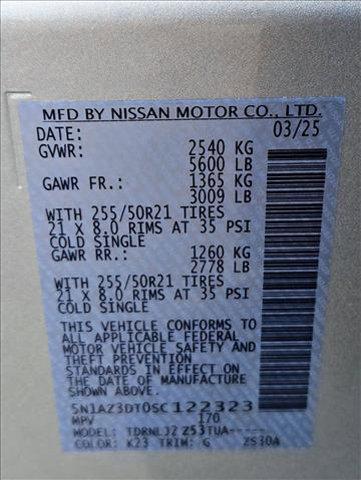 MFD BY NISSAN MOTOR CO., LTD.
DATE: 03/25
GVWR: 2540 KG
5600 LB
GAWR FR.: 1365 KG
3009 LB
WITH 255/50R21 TIRES
21 X 8.0 RIMS AT 35 PSI
COLD SINGLE
GAWR RR.: 1260 KG
2778 LB
WITH 255/50R21 TIRES
21 X 8.0 RIMS AT 35 PSI
COLD SINGLE
THIS VEHICLE CONFORMS TO
ALL APPLICABLE FEDERAL
MOTOR VEHICLE SAFETY AND
THEFT PREVENTION
STANDARDS IN EFFECT ON
THE DATE OF MANUFACTURE
SHOWN ABOVE.
5N1AZ3DT0SC122323
MPV 170
MODEL: TDRNLJZ Z53TUA-----
COLOR: K23 TRIM: G ZS30A